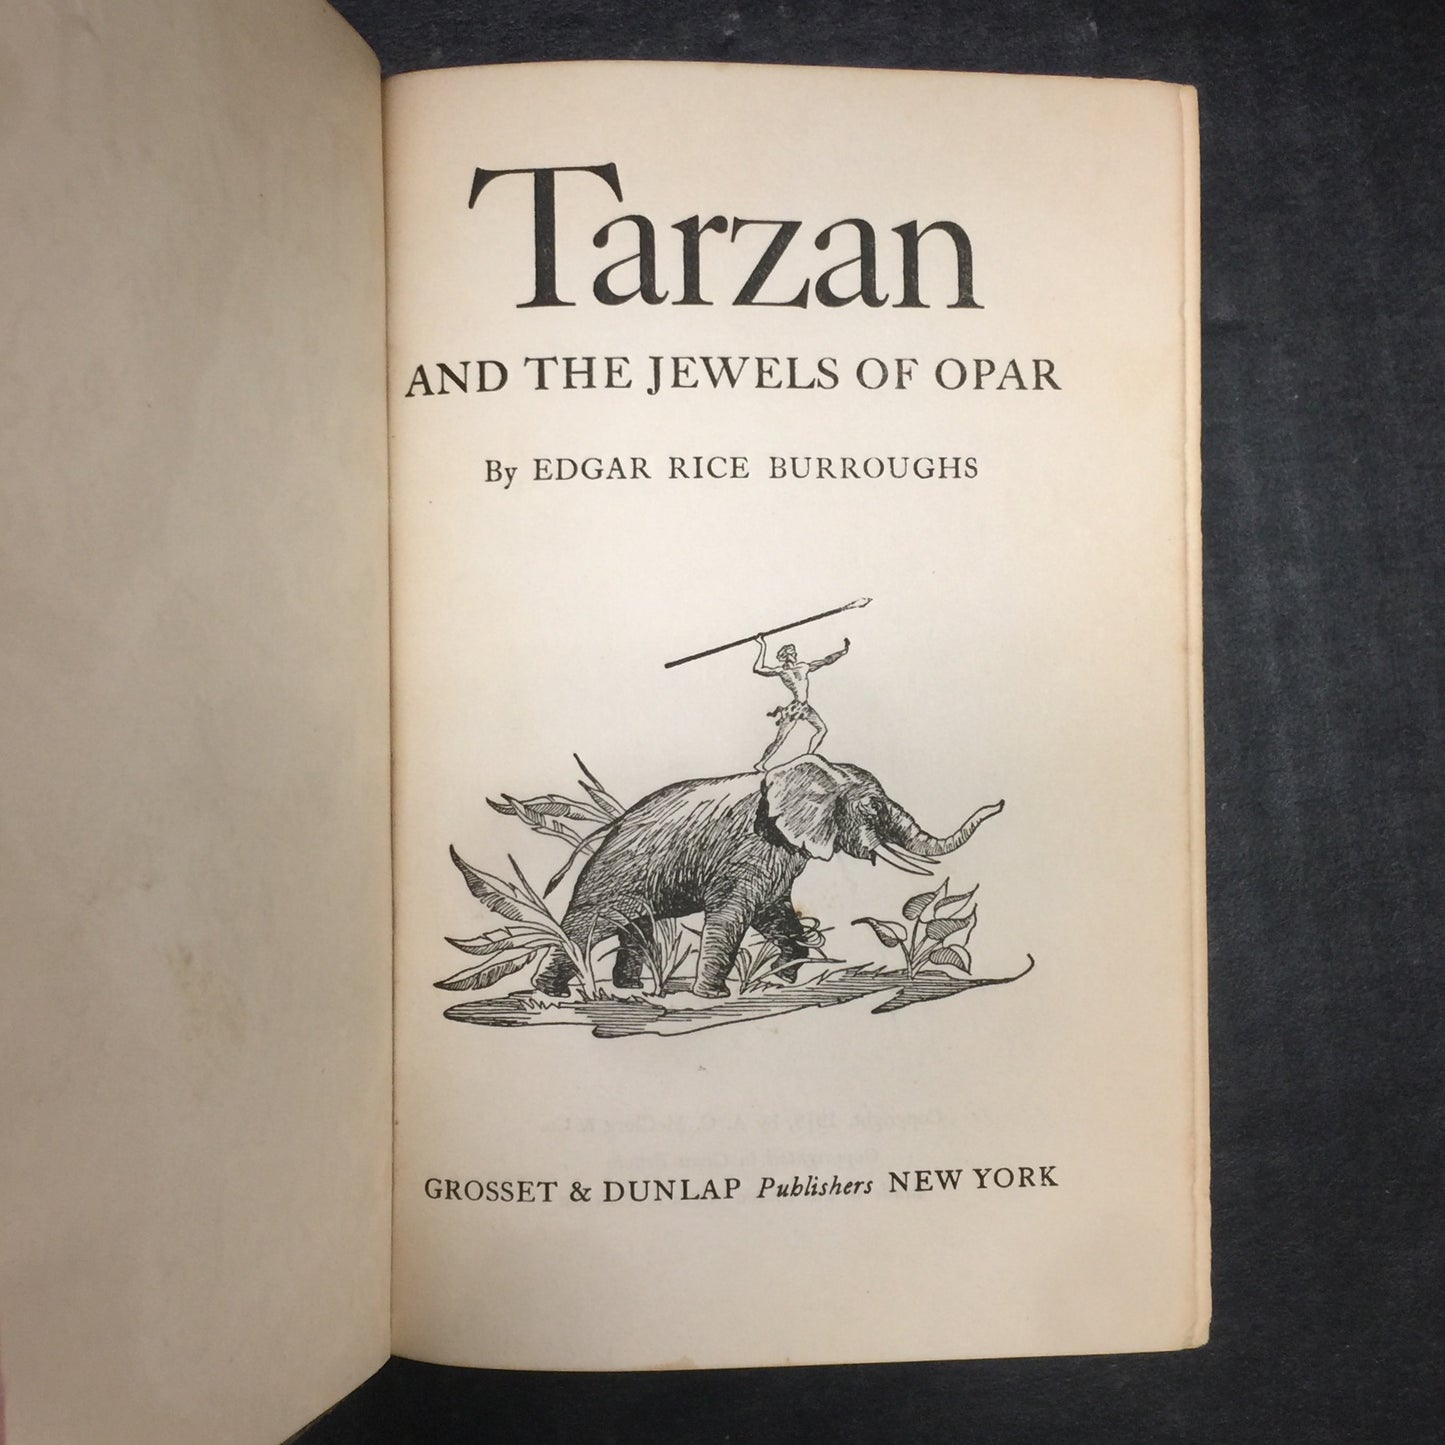 Tarzan
AND THE JEWELS OF OPAR
By EDGAR RICE BURROUGHS
GROSSET & DUNLAP Publishers NEW YORK